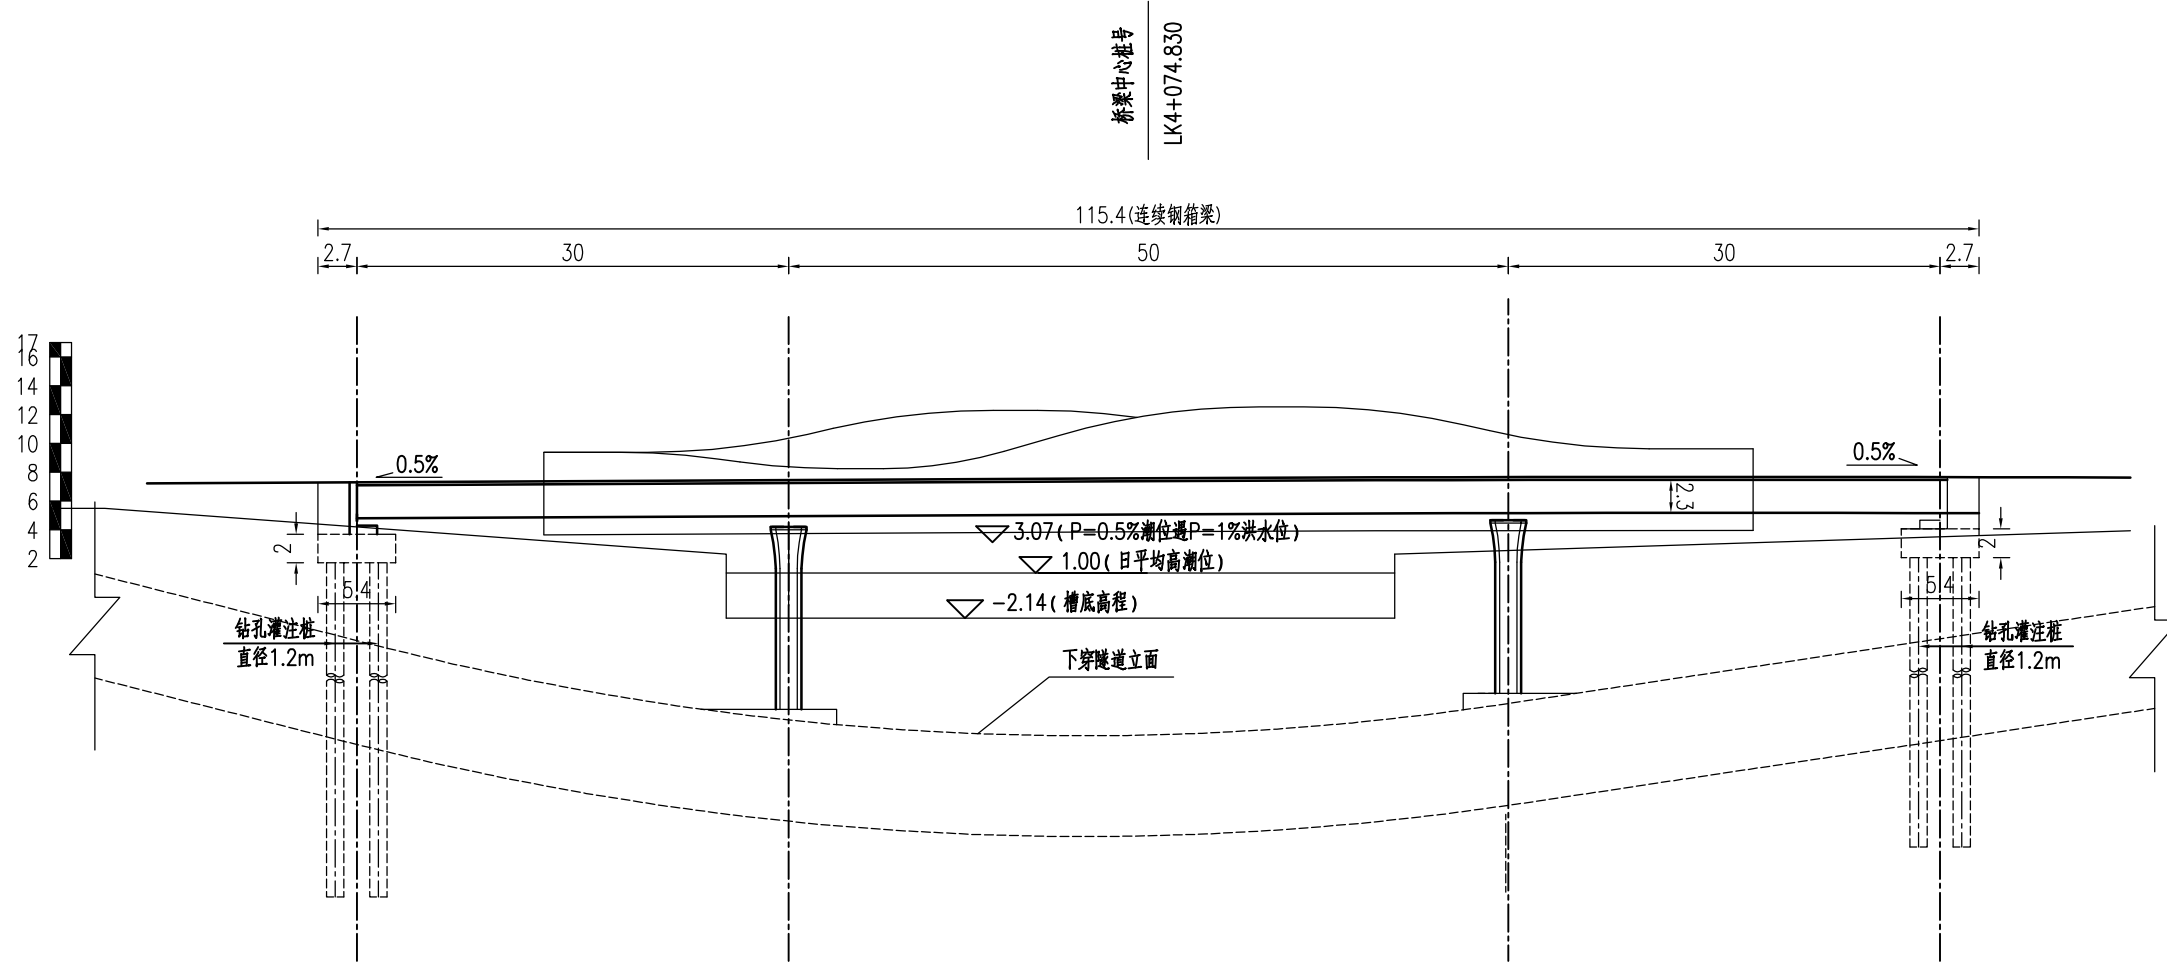 桥梁中心桩号
LK4+074.830
115.4(连续钢箱梁)
2.7
30
50
30
2.7
17
16
14
12
10
8
6
4
2
0.5%
0.5%
2.3
3.07(P=0.5%潮位遇P=1%洪水位)
1.00(日平均高潮位)
-2.14(槽底高程)
2
2
5.4
5.4
钻孔灌注桩
直径1.2m
下穿隧道立面
钻孔灌注桩
直径1.2m